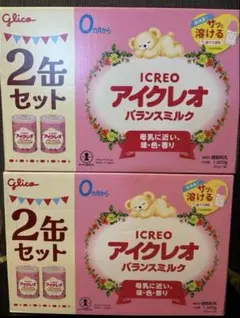 glico
0カ月から
2缶
セット
ICREO
アイクレオ
バランスミルク
母乳に近い、
味・色・香り
サッと
溶ける
glico
0カ月から
2缶
セット
ICREO
アイクレオ
バランスミルク
母乳に近い、
味・色・香り
サッと
溶ける